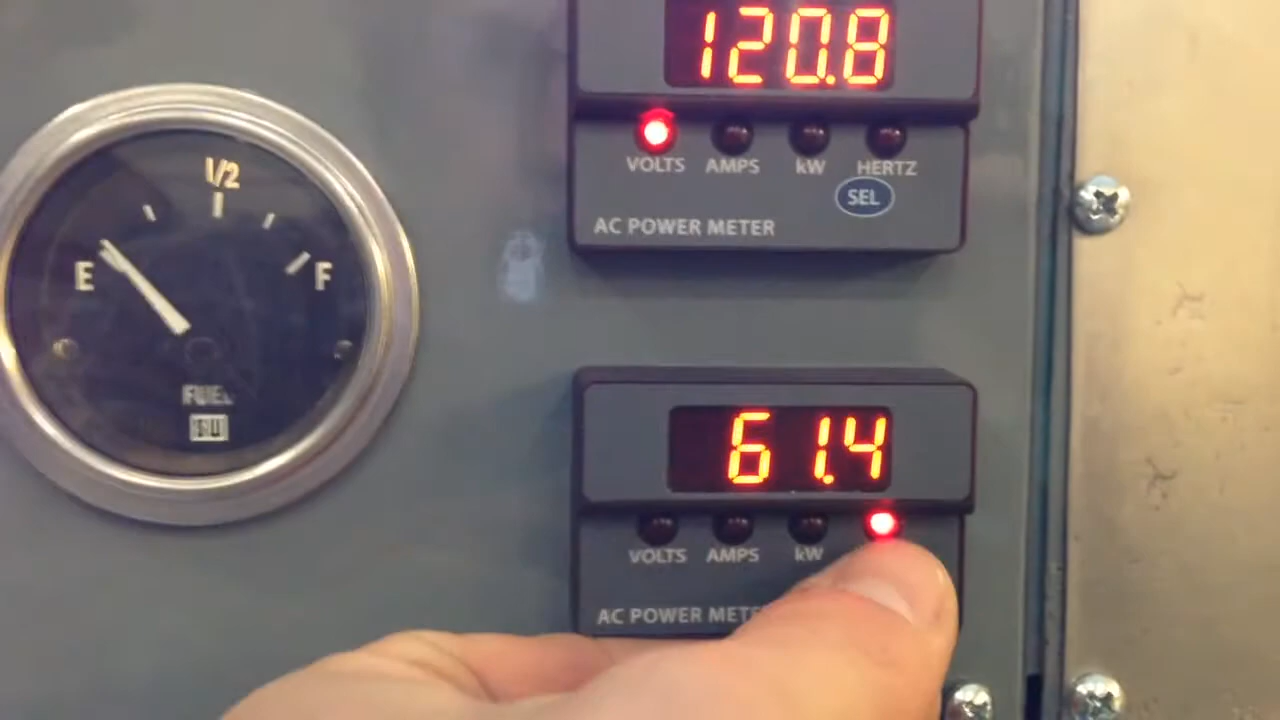 120.8
VOLTS AMPS kW HERTZ
SEL
AC POWER METER
1/2
E F
FUEL
61.4
VOLTS AMPS kW
AC POWER METE